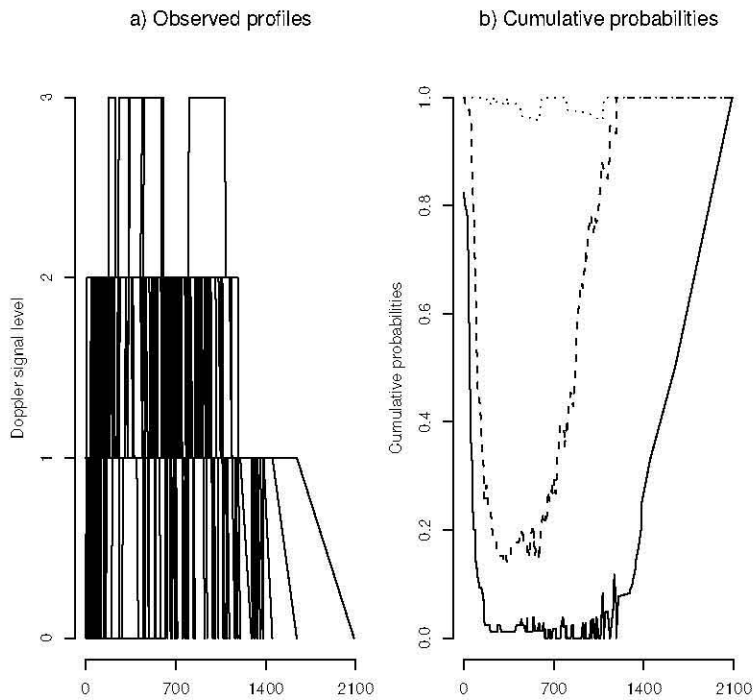 a) Observed profiles
Doppler signal level
3
2
1
0
0 700 1400 2100
b) Cumulative probabilities
Cumulative probabilities
1.0
0.8
0.6
0.4
0.2
0.0
0 700 1400 2100